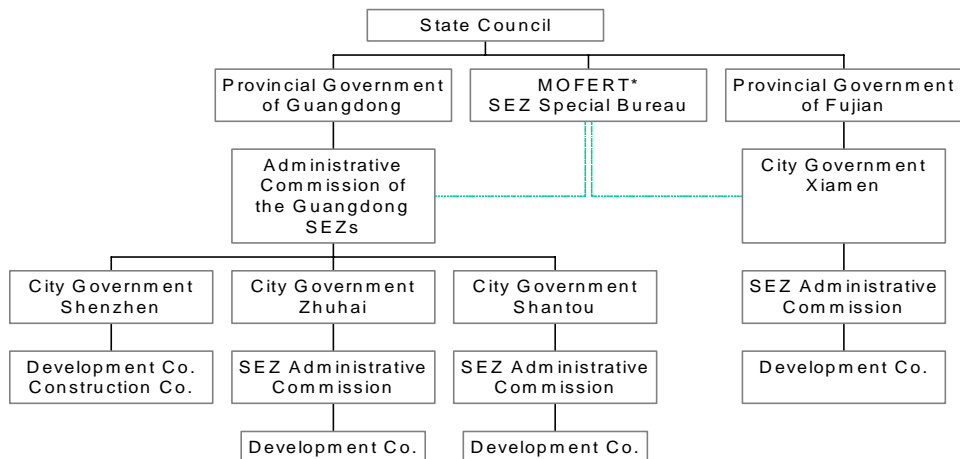 State Council
Provincial Government
of Guangdong
MOFERT*
SEZ Special Bureau
Provincial Government
of Fujian
Administrative
Commission of
the Guangdong
SEZs
City Government
Xiamen
City Government
Shenzhen
City Government
Zhuhai
City Government
Shantou
SEZ Administrative
Commission
Development Co.
Construction Co.
SEZ Administrative
Commission
SEZ Administrative
Commission
Development Co.
Development Co.
Development Co.